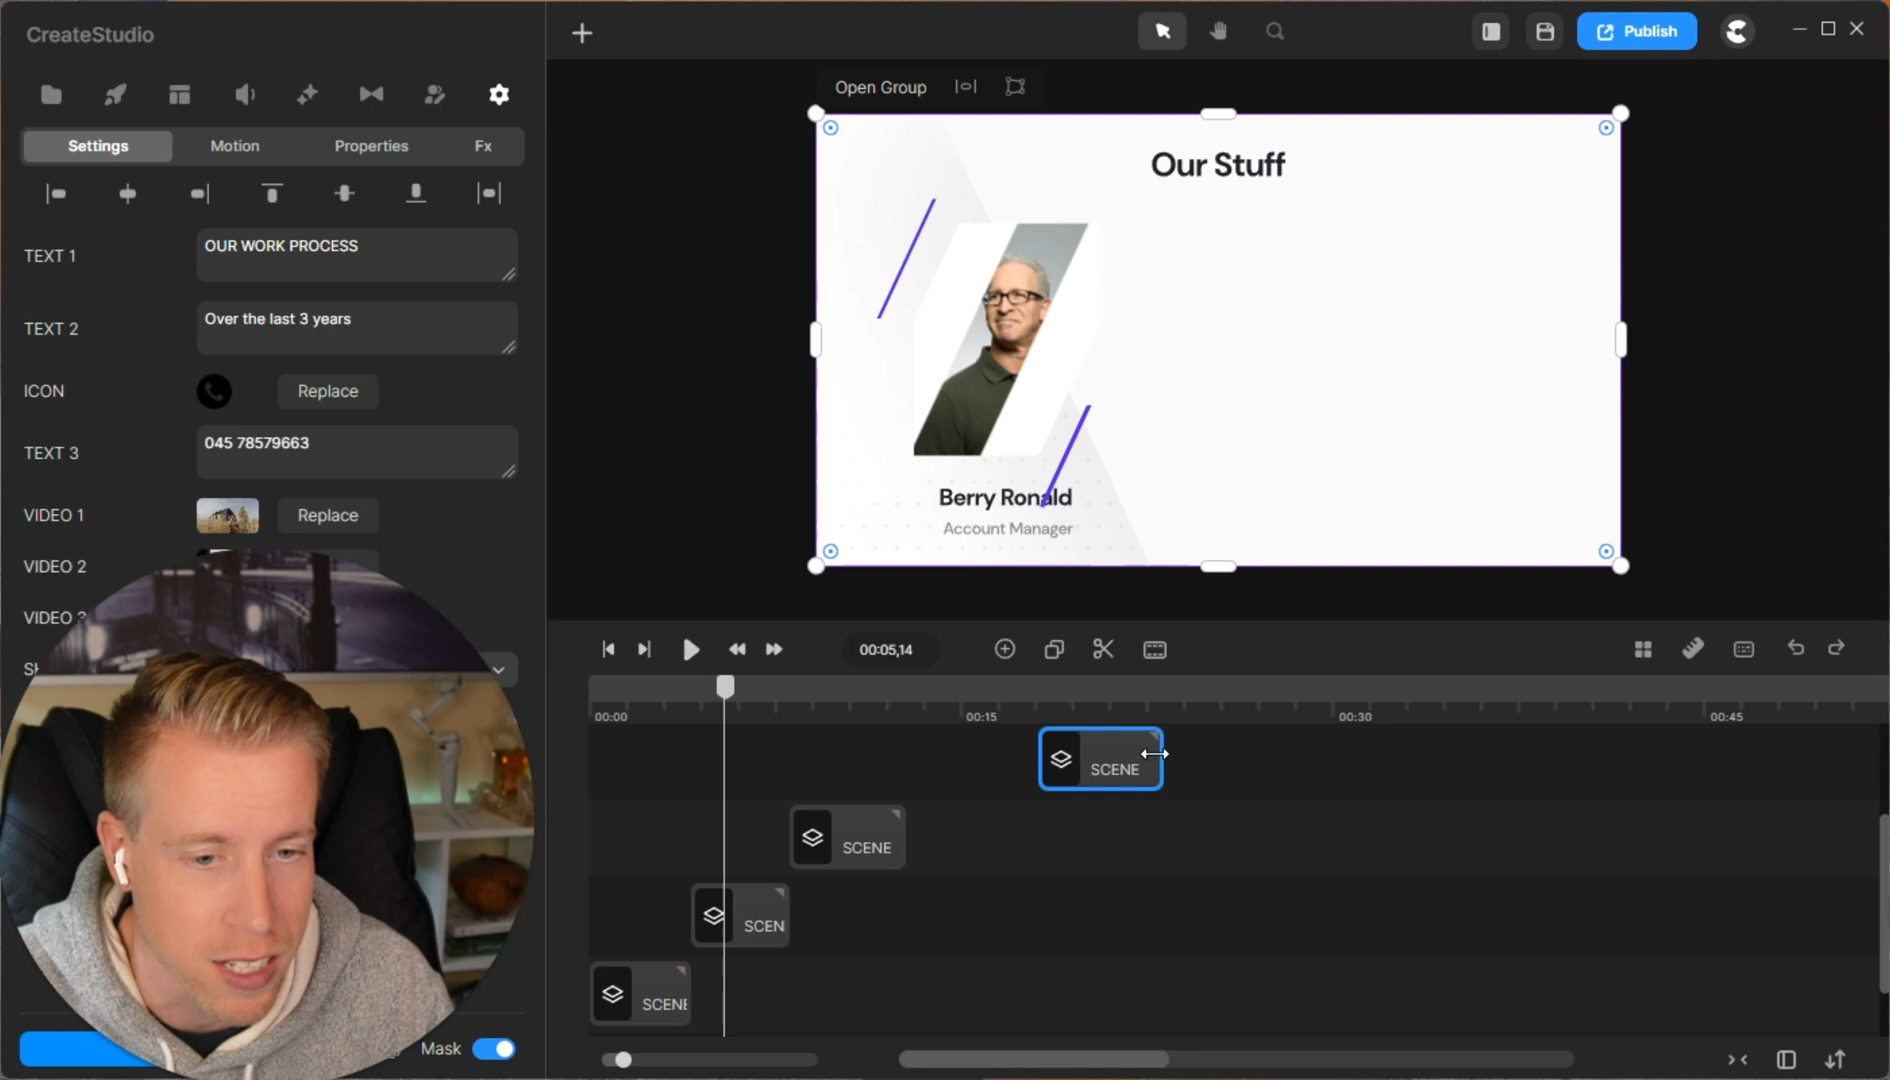 CreateStudio
Publish
Open Group
Settings
Motion
Properties
Fx
Our Stuff
TEXT 1
OUR WORK PROCESS
TEXT 2
Over the last 3 years
ICON
Replace
TEXT 3
045 78579663
VIDEO 1
Replace
VIDEO 2
VIDEO
Berry Ronald
Account Manager
00:05,14
00:00
00:15
00:30
00:45
SCENE
SCENE
SCEN
SCENE
Mask